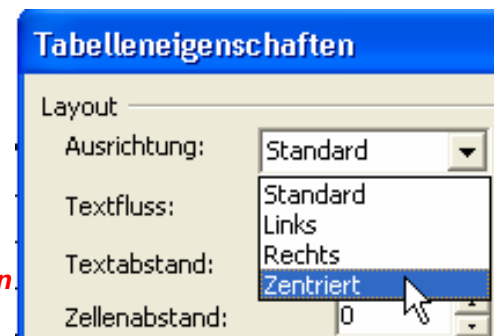 Tabelleneigenschaften
Layout
Ausrichtung: Standard
Standard
Textfluss:
Links
Rechts
Textabstand:
Zentriert
n
Zellenabstand: 0